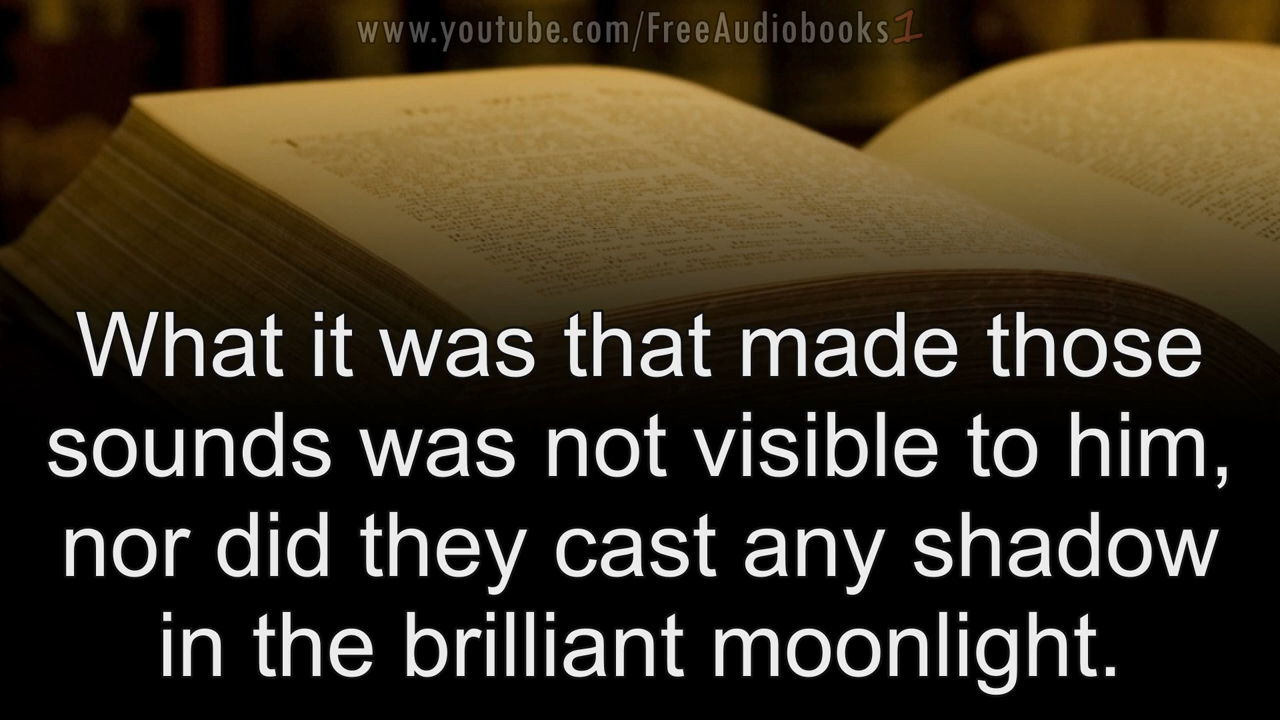 www.youtube.com/FreeAudiobooks1
What it was that made those
sounds was not visible to him,
nor did they cast any shadow
in the brilliant moonlight.